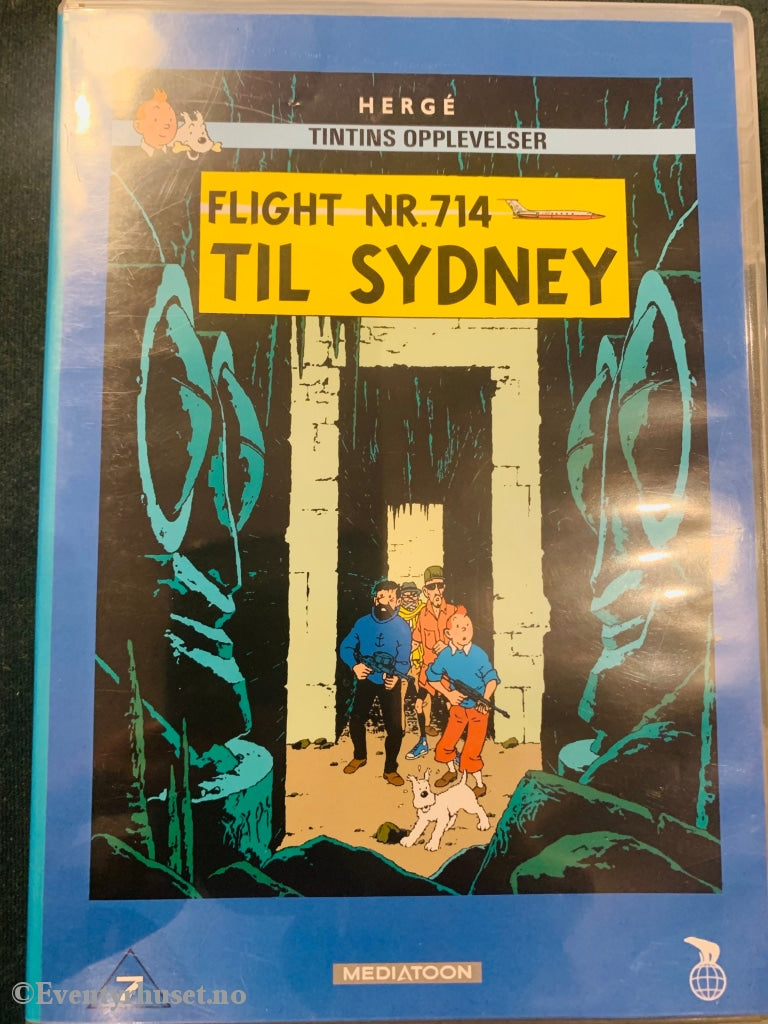 HERGÉ
TINTINS OPPLEVELSER
FLIGHT NR.714
TIL SYDNEY
7
MEDIATOON
©Eventyrhuset.no